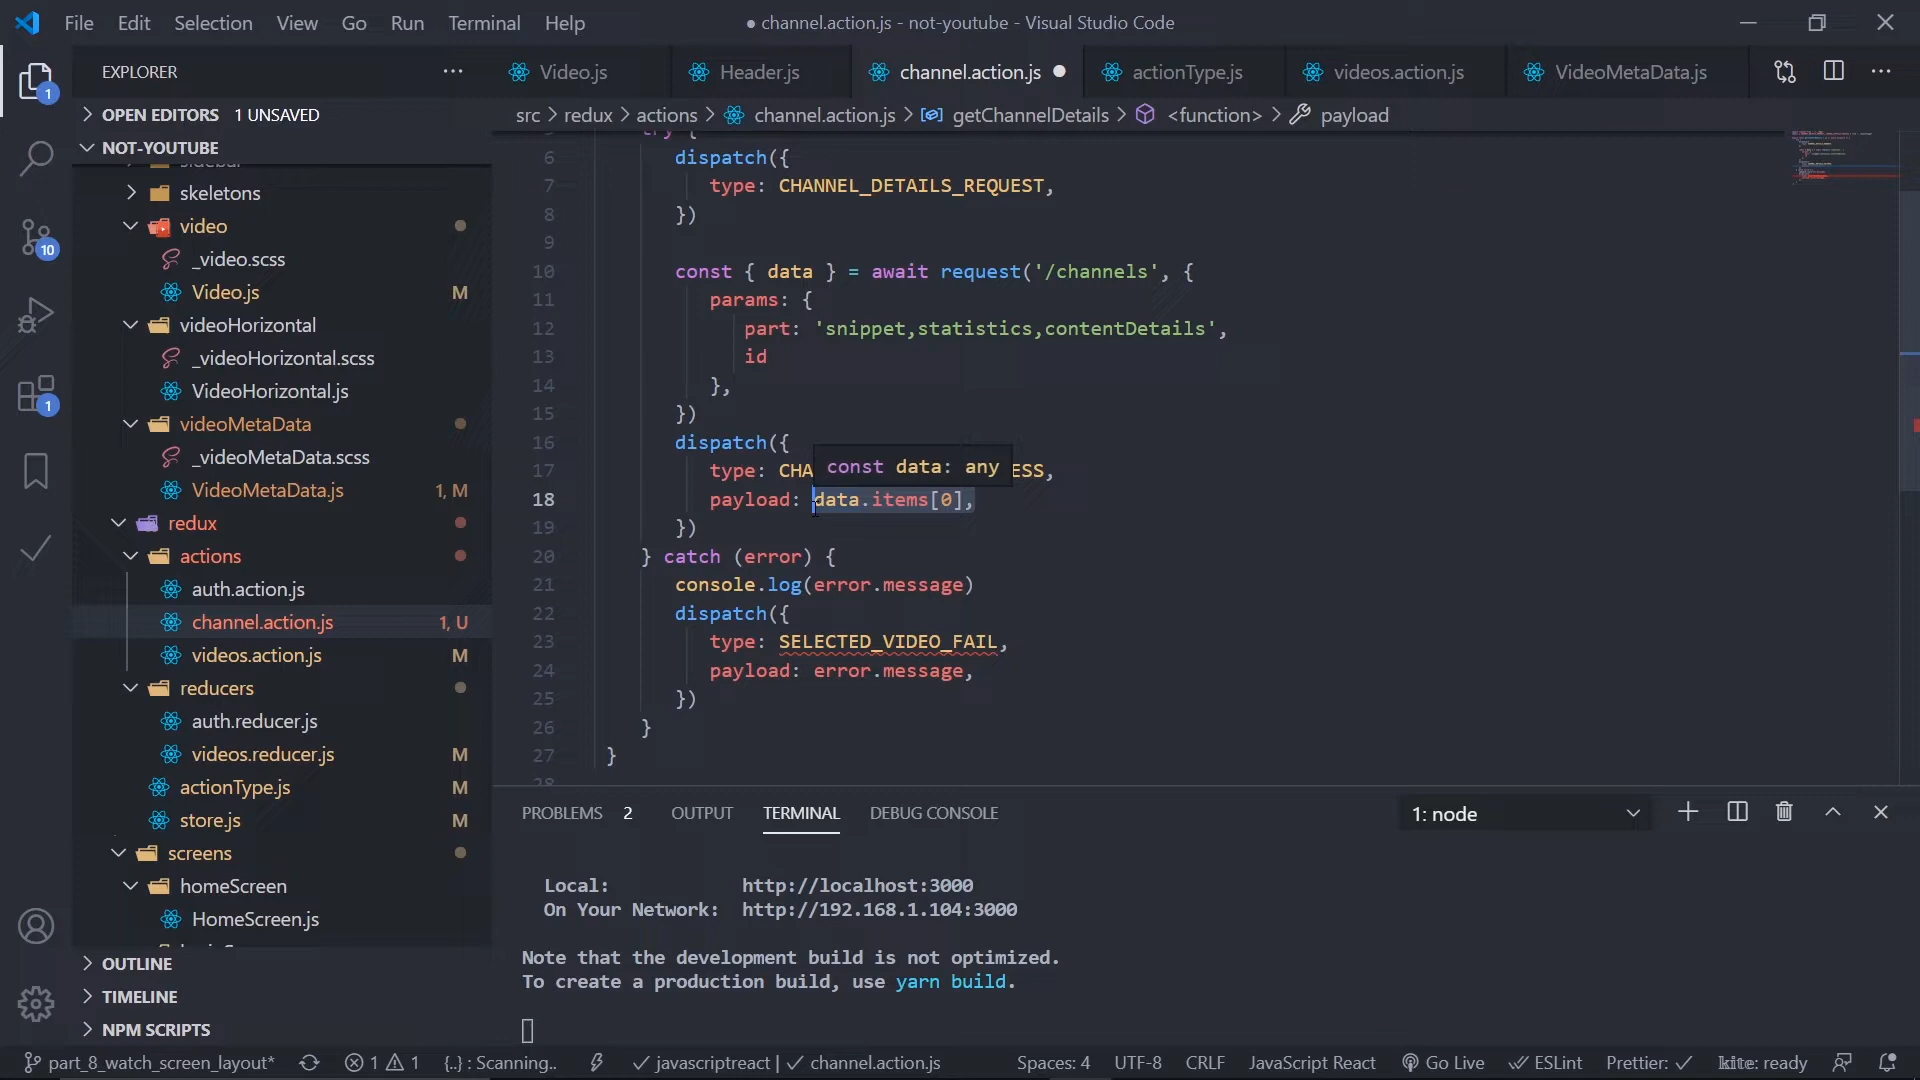 File Edit Selection View Go Run Terminal Help
● channel.action.js - not-youtube - Visual Studio Code
EXPLORER
Video.js
Header.js
channel.action.js
actionType.js
videos.action.js
VideoMetaData.js
src > redux > actions > channel.action.js > getChannelDetails > <function> > payload
OPEN EDITORS 1 UNSAVED
NOT-YOUTUBE
sidebar
skeletons
video
_video.scss
Video.js M
videoHorizontal
_videoHorizontal.scss
VideoHorizontal.js
videoMetaData
_videoMetaData.scss
VideoMetaData.js 1, M
redux
actions
auth.action.js
channel.action.js 1, U
videos.action.js M
reducers
auth.reducer.js
videos.reducer.js M
actionType.js M
store.js M
screens
homeScreen
HomeScreen.js
OUTLINE
TIMELINE
NPM SCRIPTS
1
10
1
try {
6 dispatch({
7 type: CHANNEL_DETAILS_REQUEST,
8 })
9
10 const { data } = await request('/channels', {
11 params: {
12 part: 'snippet,statistics,contentDetails',
13 id
14 },
15 })
16 dispatch({
const data: any
17 type: CHA ESS,
18 payload: data.items[0],
19 })
20 } catch (error) {
21 console.log(error.message)
22 dispatch({
23 type: SELECTED_VIDEO_FAIL,
24 payload: error.message,
25 })
26 }
27 }
28
PROBLEMS 2 OUTPUT TERMINAL DEBUG CONSOLE
1: node
Local: http://localhost:3000
On Your Network: http://192.168.1.104:3000
Note that the development build is not optimized.
To create a production build, use yarn build.
part_8_watch_screen_layout* 1 1 {..} : Scanning.. javascriptreact | channel.action.js Spaces: 4 UTF-8 CRLF JavaScript React Go Live ESLint Prettier: ✓ kite: ready